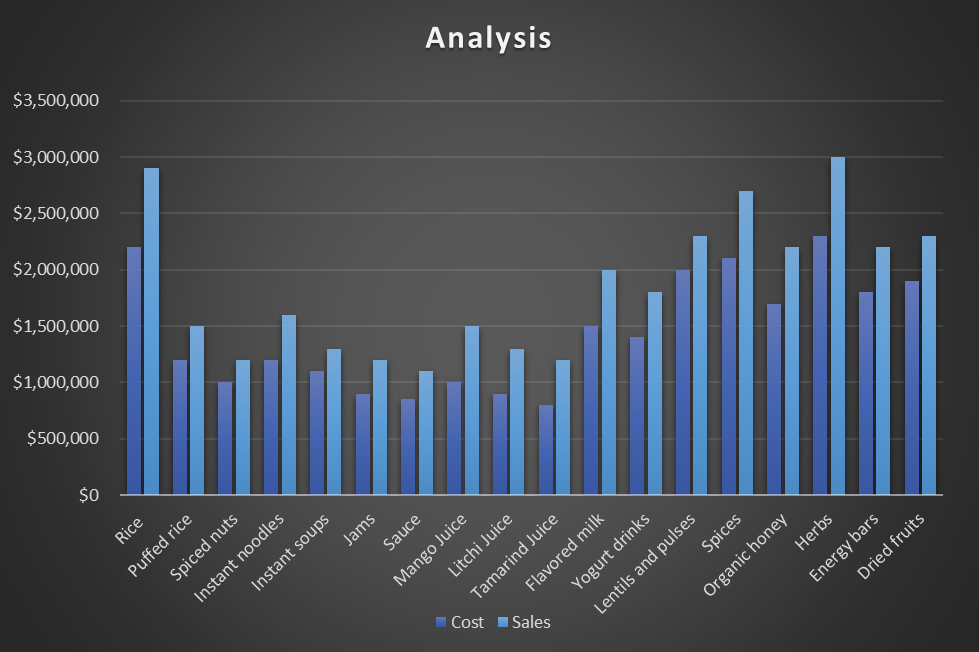 Analysis
$3,500,000
$3,000,000
$2,500,000
$2,000,000
$1,500,000
$1,000,000
$500,000
$0
Rice
Puffed rice
Spiced nuts
Instant noodles
Instant soups
Jams
Sauce
Mango Juice
Litchi Juice
Tamarind Juice
Flavored milk
Yogurt drinks
Lentils and pulses
Spices
Organic honey
Herbs
Energy bars
Dried fruits
Cost Sales